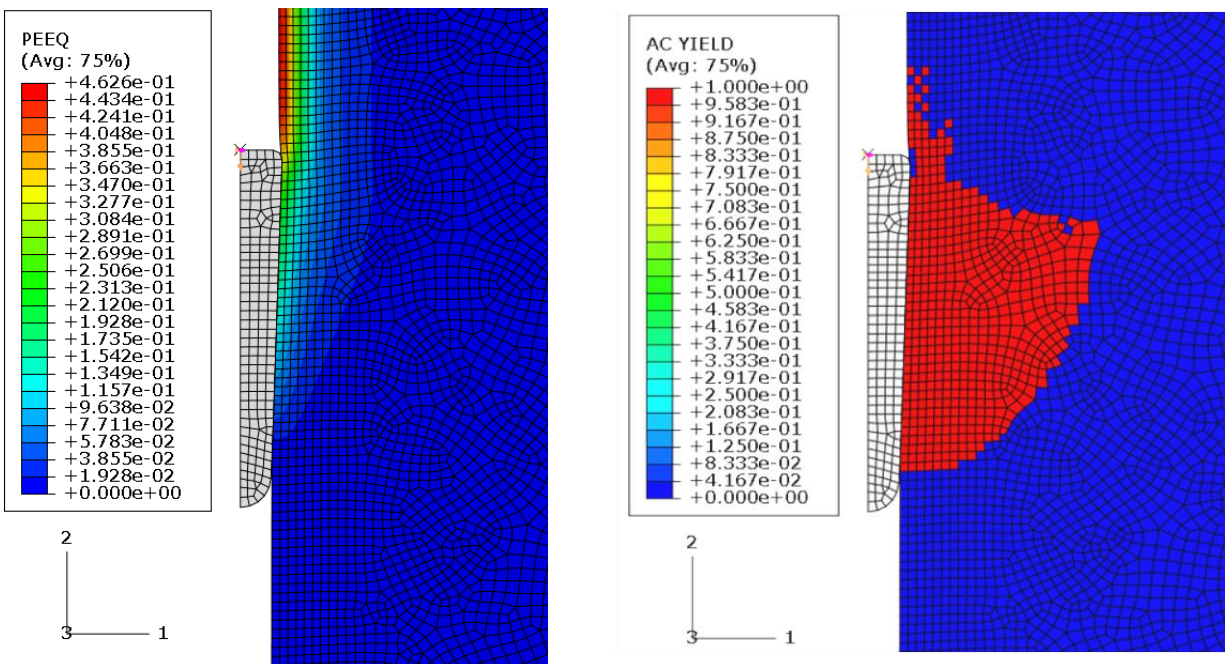 PEEQ
(Avg: 75%)
+4.626e-01
+4.434e-01
+4.241e-01
+4.048e-01
+3.855e-01
+3.663e-01
+3.470e-01
+3.277e-01
+3.084e-01
+2.891e-01
+2.699e-01
+2.506e-01
+2.313e-01
+2.120e-01
+1.928e-01
+1.735e-01
+1.542e-01
+1.349e-01
+1.157e-01
+9.638e-02
+7.711e-02
+5.783e-02
+3.855e-02
+1.928e-02
+0.000e+00
2
3
1
AC YIELD
(Avg: 75%)
+1.000e+00
+9.583e-01
+9.167e-01
+8.750e-01
+8.333e-01
+7.917e-01
+7.500e-01
+7.083e-01
+6.667e-01
+6.250e-01
+5.833e-01
+5.417e-01
+5.000e-01
+4.583e-01
+4.167e-01
+3.750e-01
+3.333e-01
+2.917e-01
+2.500e-01
+2.083e-01
+1.667e-01
+1.250e-01
+8.333e-02
+4.167e-02
+0.000e+00
2
3
1